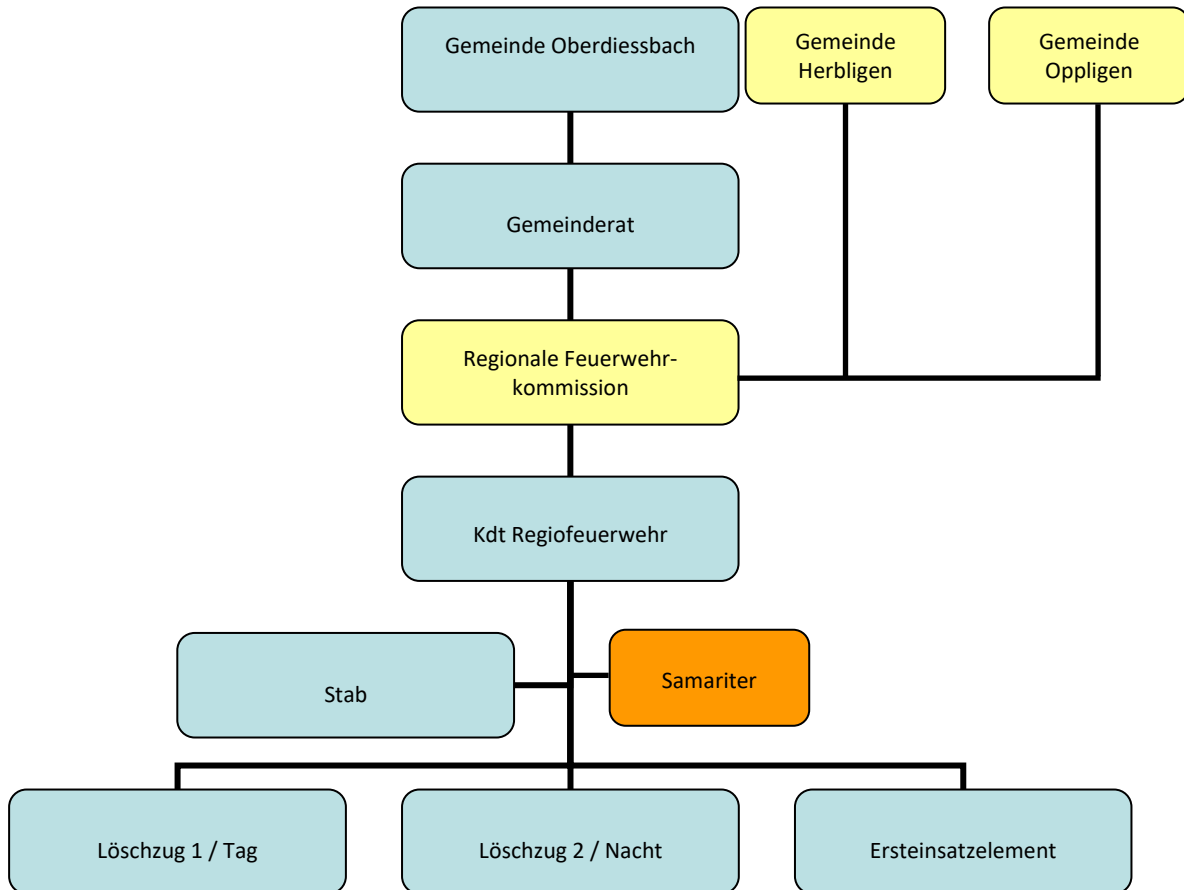 Gemeinde Oberdiessbach
Gemeinde
Herbligen
Gemeinde
Oppligen
Gemeinderat
Regionale Feuerwehr-
kommission
Kdt Regiofeuerwehr
Stab
Samariter
Löschzug 1 / Tag
Löschzug 2 / Nacht
Ersteinsatzelement